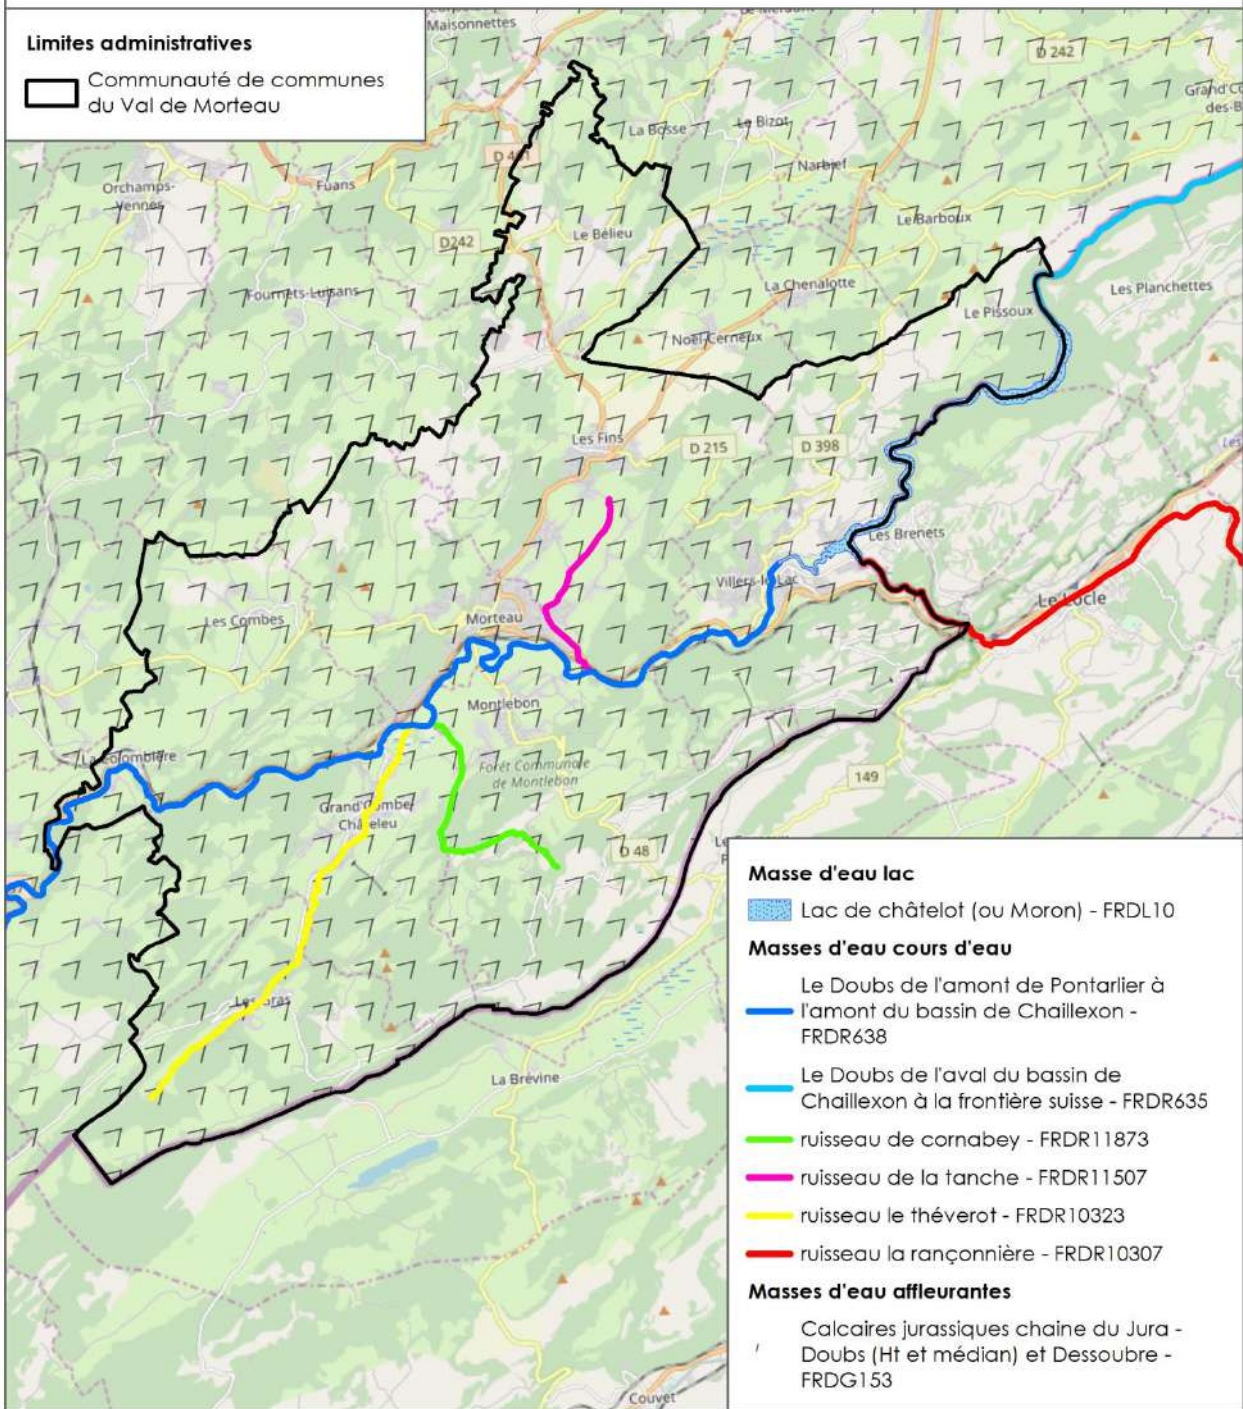 Limites administratives
Communauté de communes
du Val de Morteau
Maisonnettes
D 242
La Bosse
Le Bizot
D 461
Narbief
Orchamps-
Vennes
Fuans
Le Barboux
D242
Le Bélieu
Fournets-Luisans
La Chenalotte
Les Planchettes
Le Pissoux
Noël-Cerneux
Les Fins
D 215
D 398
Les Brenets
Villers-le-Lac
Le Locle
Les Combes
Morteau
Montlebon
La Colombière
Forêt Communale
de Montlebon
149
Grand'Combe-
Châteleu
D 48
Les Gras
La Brévine
Couvet
Masse d'eau lac
Lac de châtelot (ou Moron) - FRDL10
Masses d'eau cours d'eau
Le Doubs de l'amont de Pontarlier à
l'amont du bassin de Chaillexon -
FRDR638
Le Doubs de l'aval du bassin de
Chaillexon à la frontière suisse - FRDR635
ruisseau de cornabey - FRDR11873
ruisseau de la tanche - FRDR11507
ruisseau le théverot - FRDR10323
ruisseau la rançonnière - FRDR10307
Masses d'eau affleurantes
Calcaires jurassiques chaine du Jura -
Doubs (Ht et médian) et Dessoubre -
FRDG153